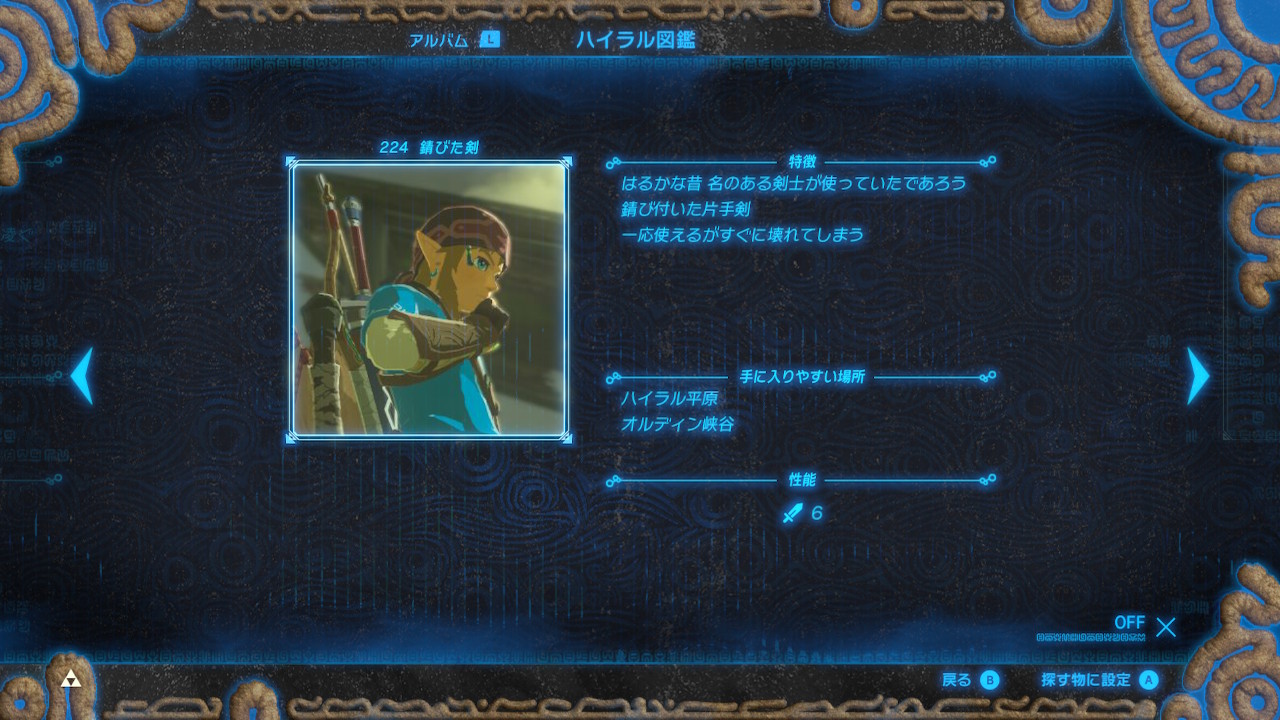 アルバム L
ハイラル図鑑
224 錆びた剣
特徴
はるかな昔 名のある剣士が使っていたであろう
錆び付いた片手剣
一応使えるがすぐに壊れてしまう
手に入りやすい場所
ハイラル平原
オルディン峡谷
性能
6
OFF
戻る B
探す物に設定 A